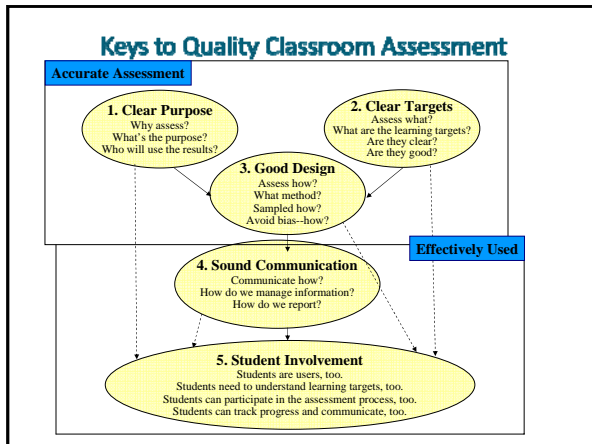 Keys to Quality Classroom Assessment
Accurate Assessment
1. Clear Purpose
Why assess?
What's the purpose?
Who will use the results?
2. Clear Targets
Assess what?
What are the learning targets?
Are they clear?
Are they good?
3. Good Design
Assess how?
What method?
Sampled how?
Avoid bias--how?
Effectively Used
4. Sound Communication
Communicate how?
How do we manage information?
How do we report?
5. Student Involvement
Students are users, too.
Students need to understand learning targets, too.
Students can participate in the assessment process, too.
Students can track progress and communicate, too.